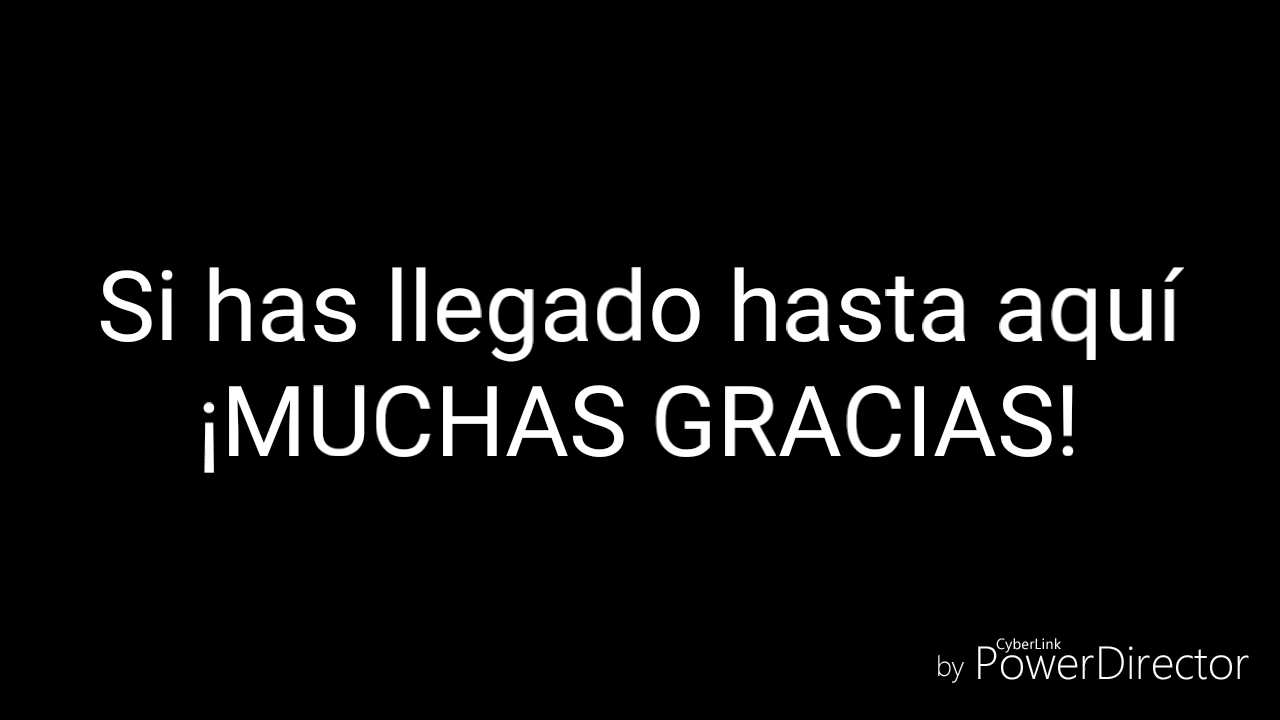 Si has llegado hasta aquí
¡MUCHAS GRACIAS!
by CyberLink PowerDirector